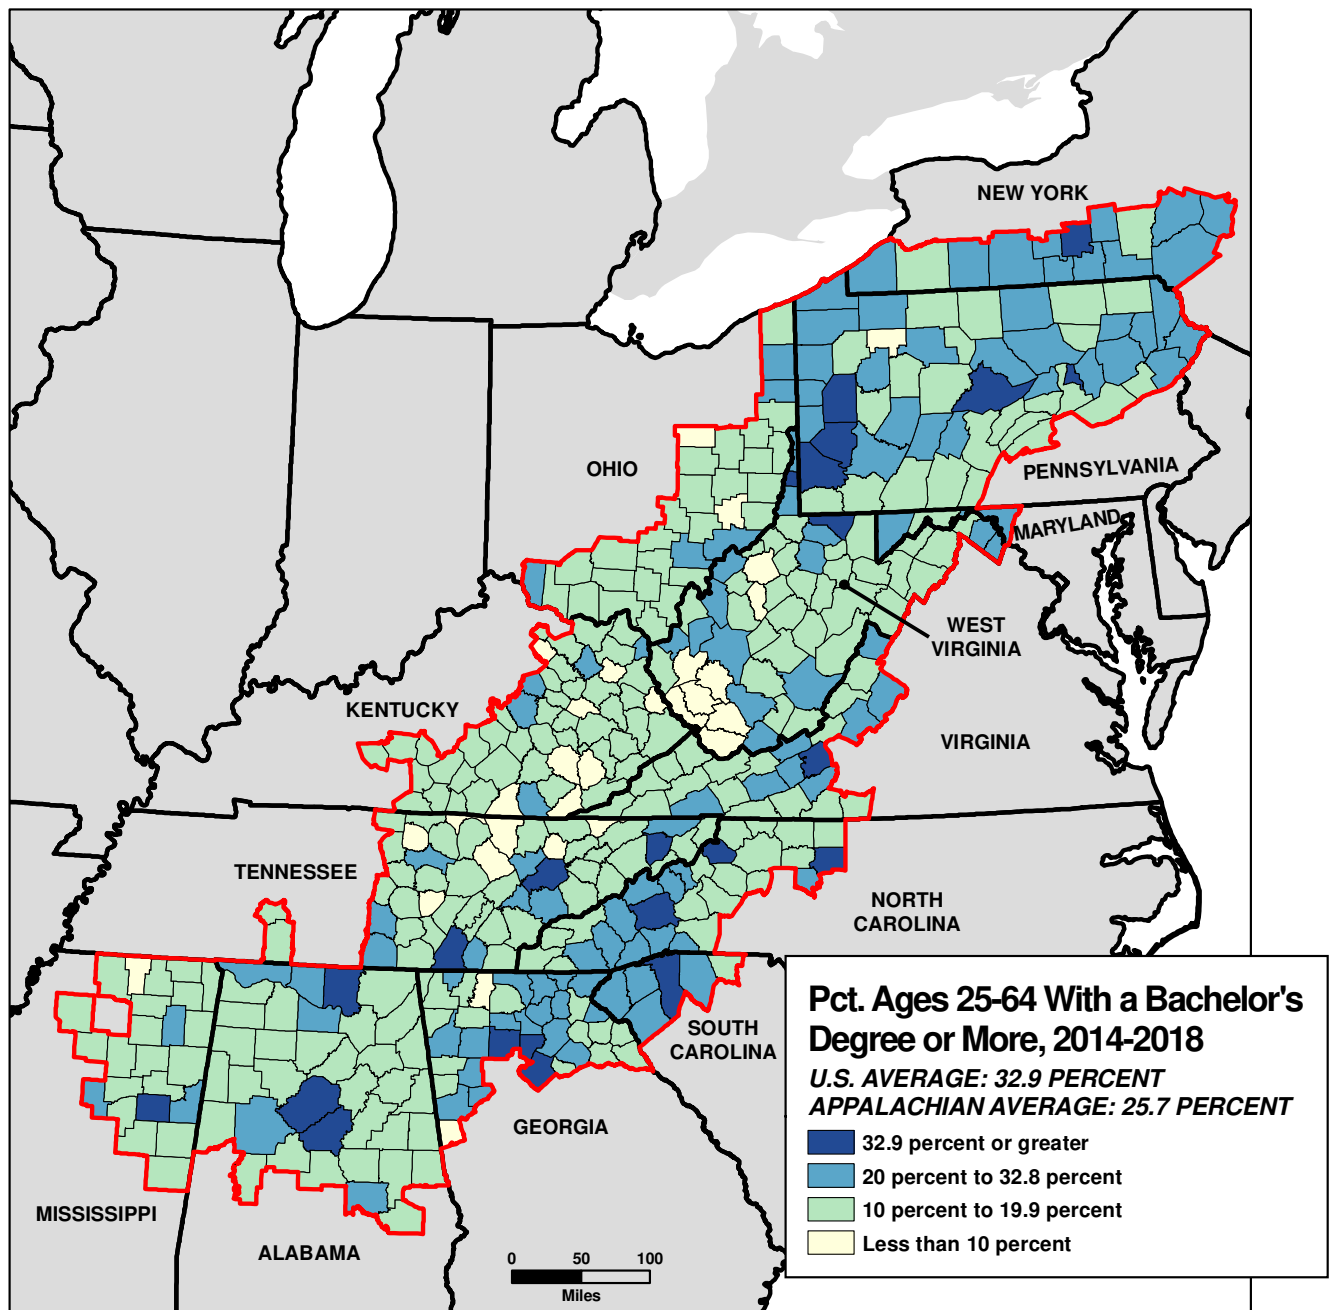 NEW YORK
OHIO
PENNSYLVANIA
MARYLAND
WEST
VIRGINIA
KENTUCKY
VIRGINIA
TENNESSEE
NORTH
CAROLINA
SOUTH
CAROLINA
GEORGIA
MISSISSIPPI
ALABAMA
0 50 100
Miles
Pct. Ages 25-64 With a Bachelor's
Degree or More, 2014-2018
U.S. AVERAGE: 32.9 PERCENT
APPALACHIAN AVERAGE: 25.7 PERCENT
32.9 percent or greater
20 percent to 32.8 percent
10 percent to 19.9 percent
Less than 10 percent